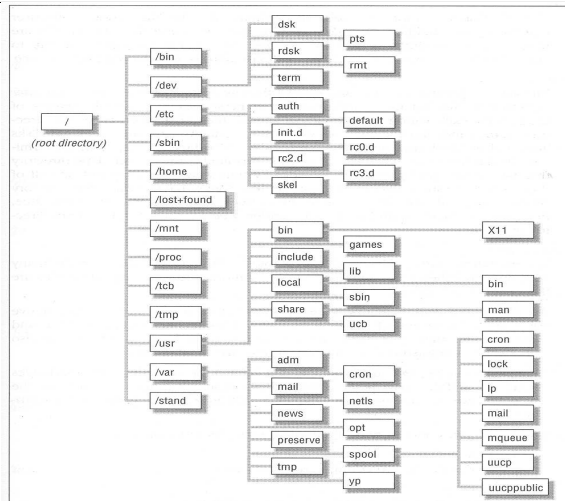 /
(root directory)
/bin
/dev
/etc
/sbin
/home
/lost+found
/mnt
/proc
/tcb
/tmp
/usr
/var
/stand
dsk
pts
rdsk
rmt
term
auth
default
init.d
rc0.d
rc2.d
rc3.d
skel
bin
games
include
lib
local
sbin
share
ucb
X11
bin
man
adm
cron
mail
netls
news
opt
preserve
spool
tmp
yp
cron
lock
lp
mail
mqueue
uucp
uucppublic